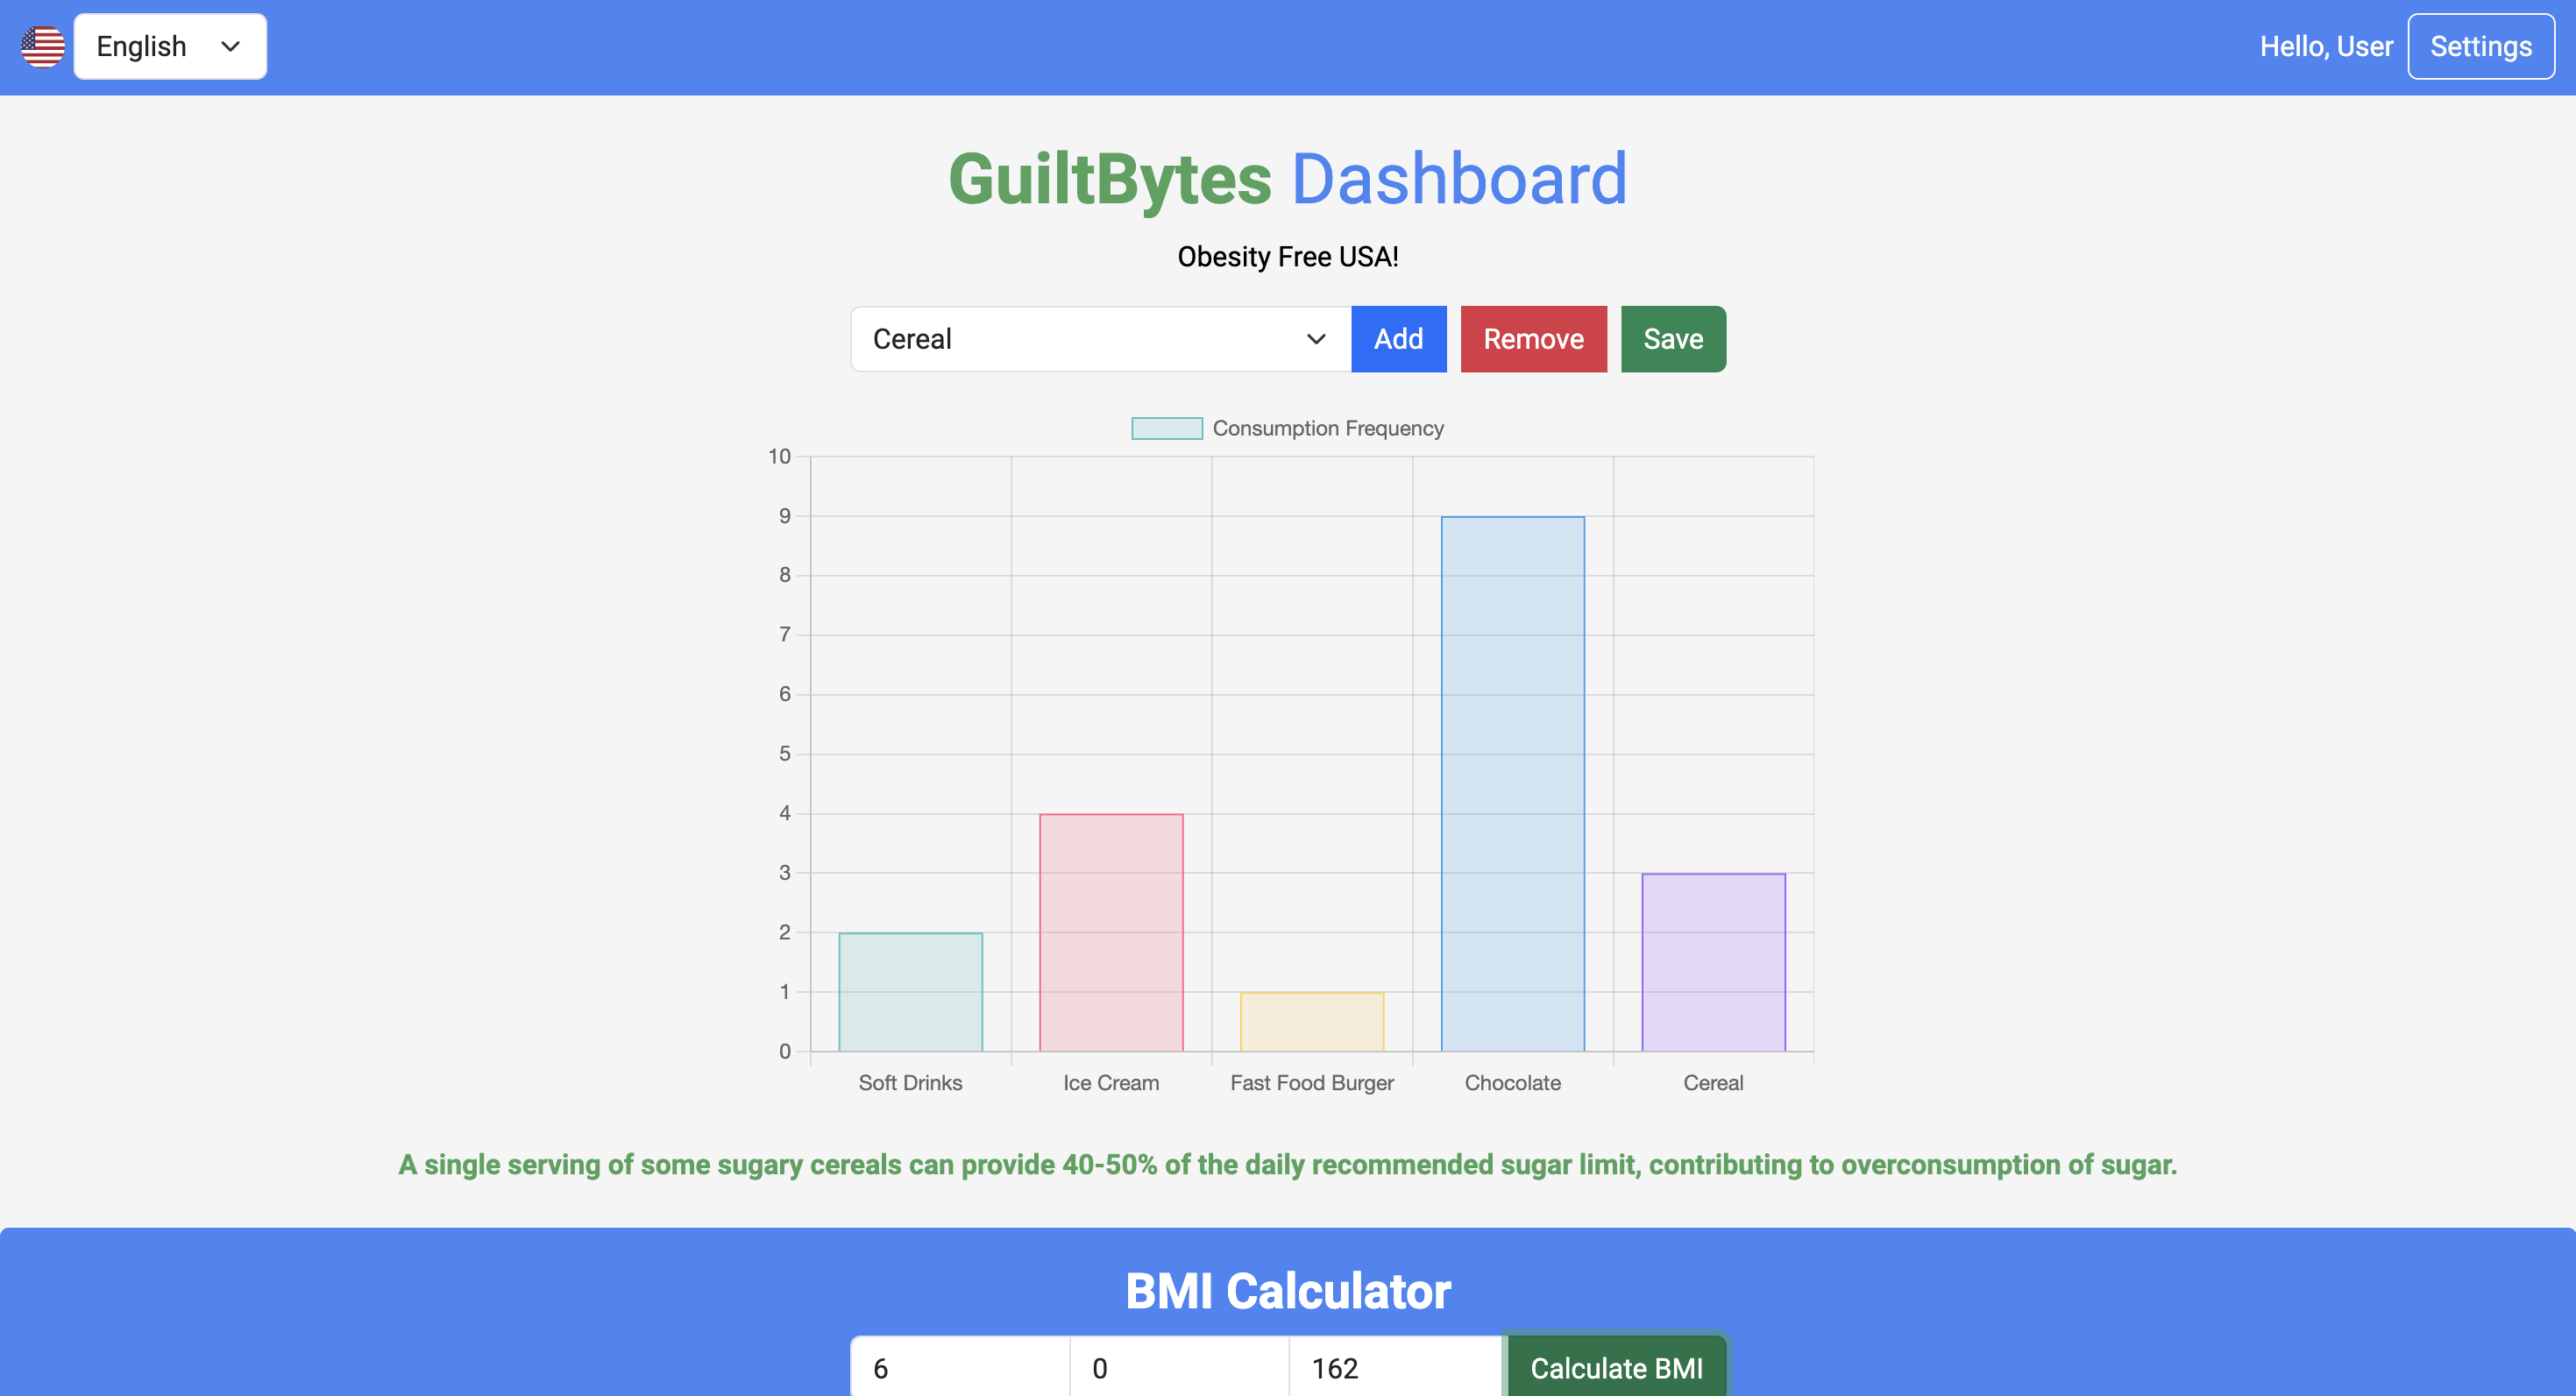 English
Hello, User
Settings
GuiltBytes Dashboard
Obesity Free USA!
Cereal
Add
Remove
Save
Consumption Frequency
10
9
8
7
6
5
4
3
2
1
0
Soft Drinks
Ice Cream
Fast Food Burger
Chocolate
Cereal
A single serving of some sugary cereals can provide 40-50% of the daily recommended sugar limit, contributing to overconsumption of sugar.
BMI Calculator
6
0
162
Calculate BMI